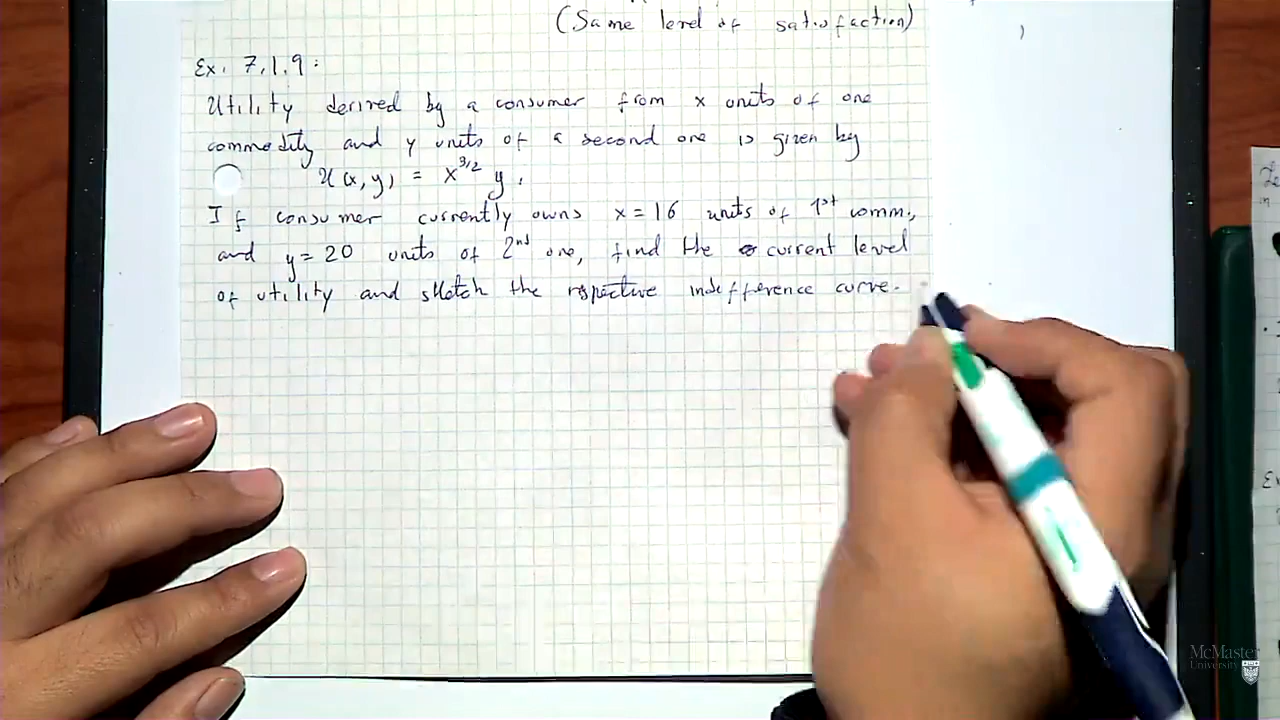 (Same level of satisfaction)
Ex. 7.1.9:
Utility derived by a consumer from x units of one
commodity and y units of a second one is given by
U(x,y) = x^{3/2} y.
If consumer currently owns x = 16 units of 1st comm.,
and y = 20 units of 2nd one, find the current level
of utility and sketch the respective indifference curve.
McMaster
University